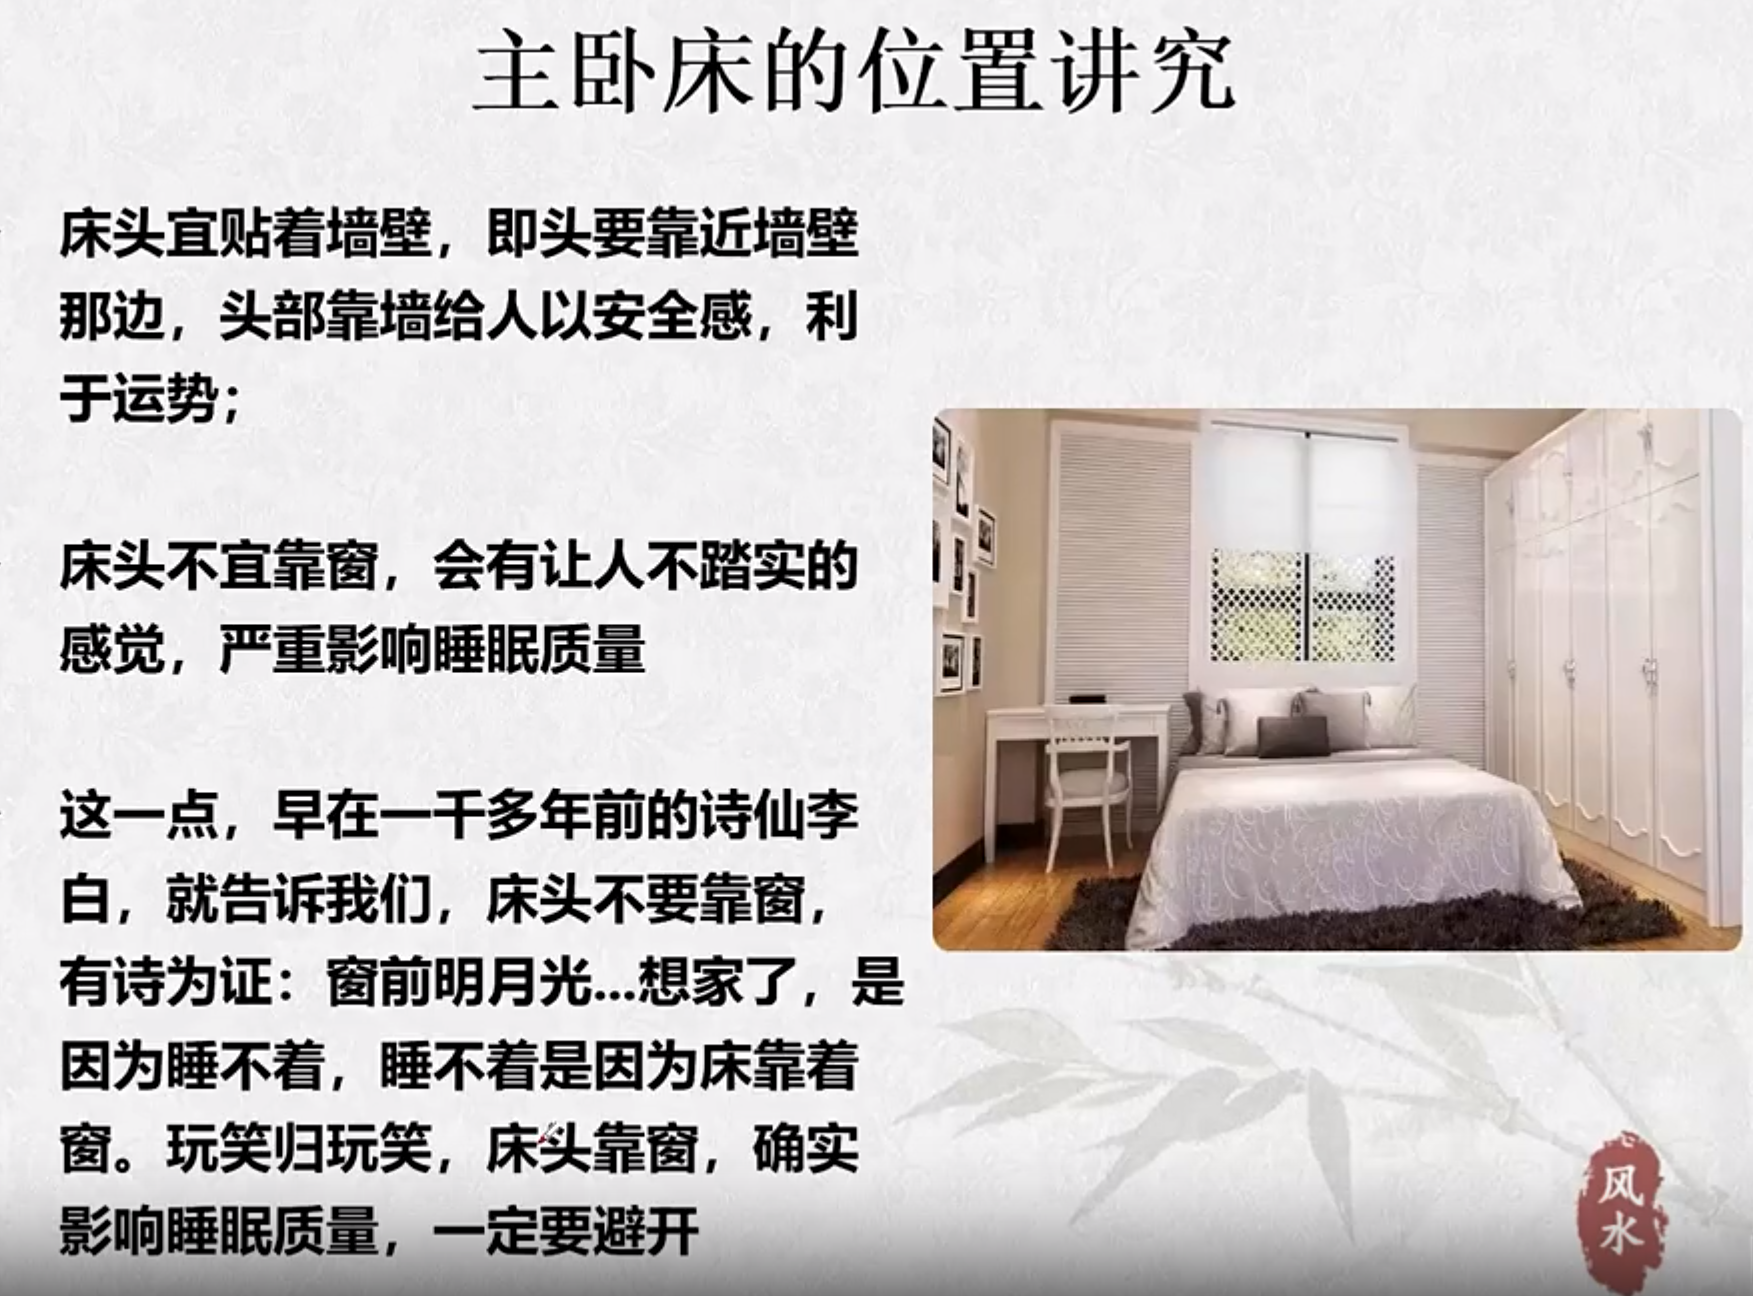 主卧床的位置讲究
床头宜贴着墙壁，即头要靠近墙壁
那边，头部靠墙给人以安全感，利
于运势；
床头不宜靠窗，会有让人不踏实的
感觉，严重影响睡眠质量
这一点，早在一千多年前的诗仙李
白，就告诉我们，床头不要靠窗，
有诗为证：窗前明月光...想家了，是
因为睡不着，睡不着是因为床靠着
窗。玩笑归玩笑，床头靠窗，确实
影响睡眠质量，一定要避开
风
水